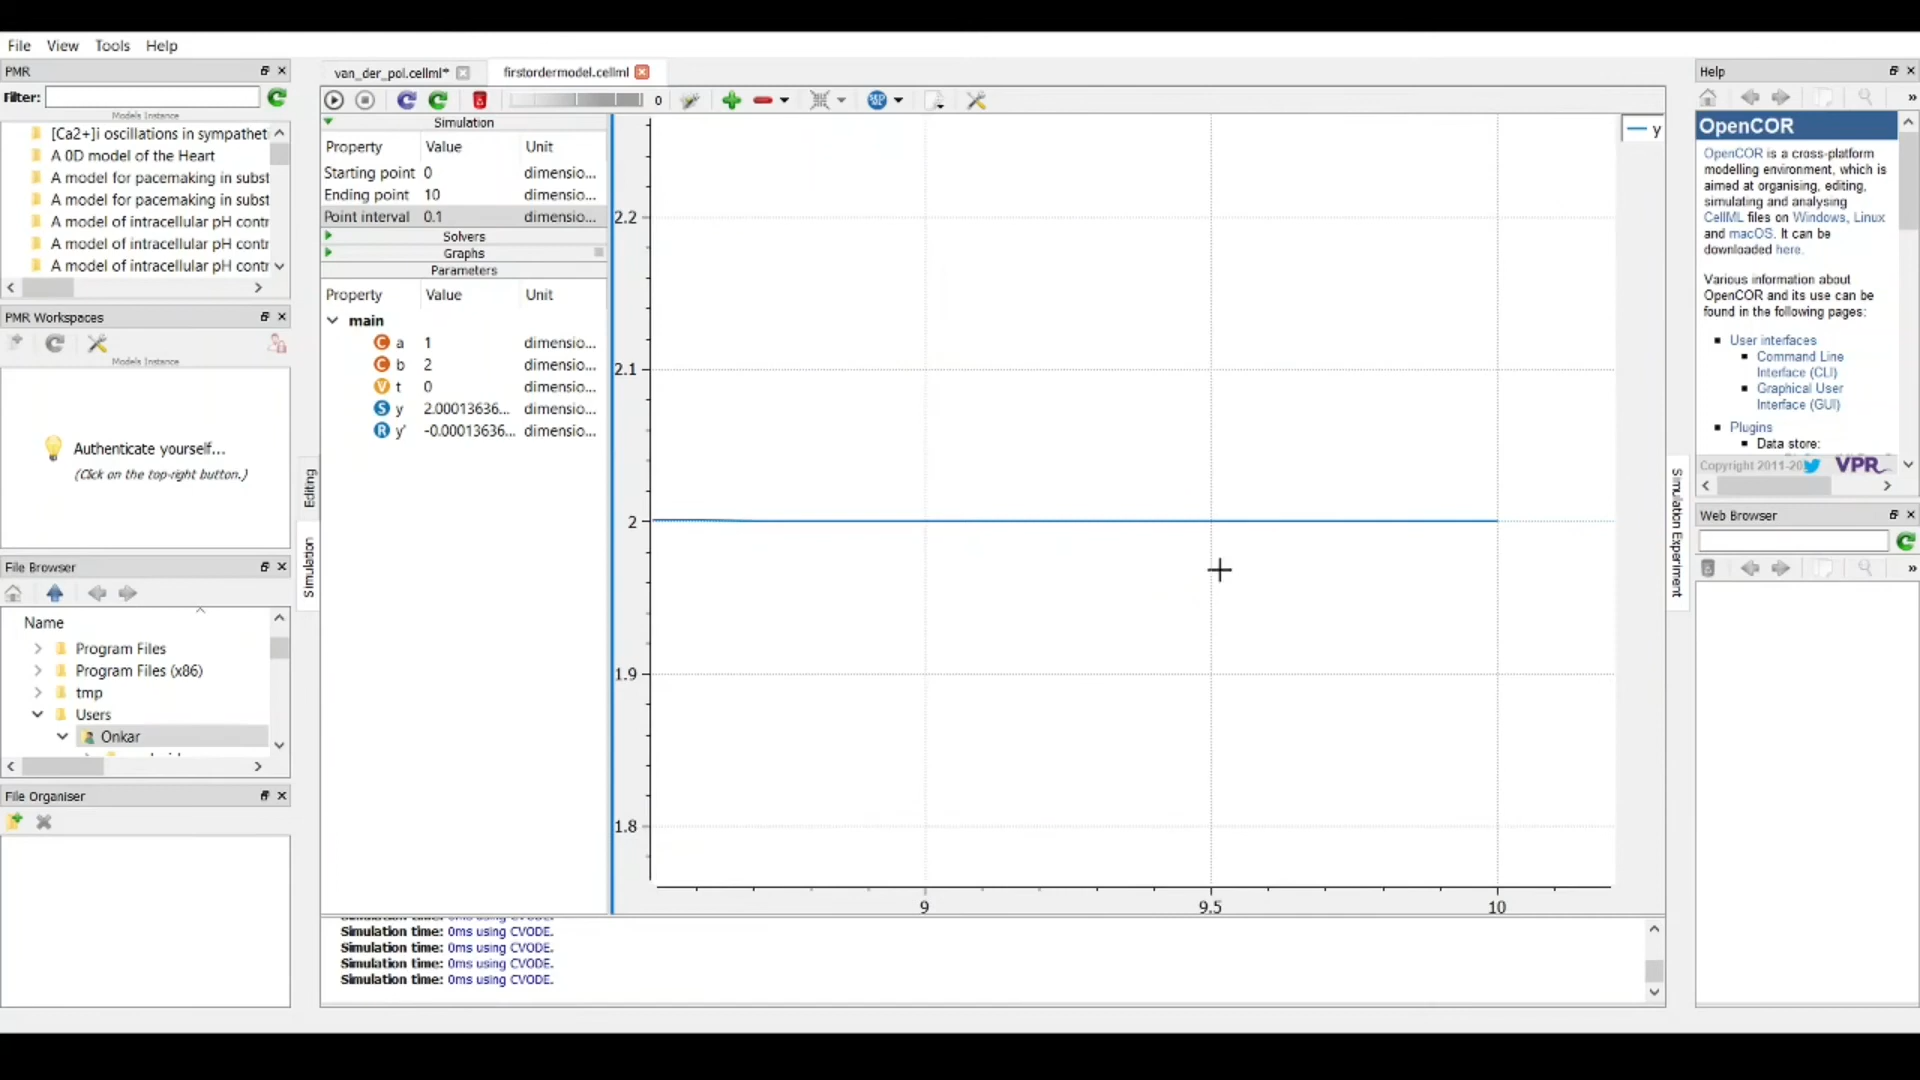 File View Tools Help
PMR
Filter:
Models Instance
[Ca2+]i oscillations in sympathet
A 0D model of the Heart
A model for pacemaking in subst
A model for pacemaking in subst
A model of intracellular pH contr
A model of intracellular pH contr
A model of intracellular pH contr
PMR Workspaces
Models Instance
Authenticate yourself...
(Click on the top-right button.)
File Browser
Name
Program Files
Program Files (x86)
tmp
Users
Onkar
File Organiser
Editing
Simulation
van_der_pol.cellml* firstordermodel.cellml
0
Simulation
Property Value Unit
Starting point 0 dimensio...
Ending point 10 dimensio...
Point interval 0.1 dimensio...
Solvers
Graphs
Parameters
Property Value Unit
main
C a 1 dimensio...
C b 2 dimensio...
V t 0 dimensio...
S y 2.00013636... dimensio...
R y' -0.00013636... dimensio...
2.2
2.1
2
1.9
1.8
9 9.5 10
y
Simulation time: 0ms using CVODE.
Simulation time: 0ms using CVODE.
Simulation time: 0ms using CVODE.
Simulation time: 0ms using CVODE.
Simulation Experiment
Help
OpenCOR
OpenCOR is a cross-platform
modelling environment, which is
aimed at organising, editing,
simulating and analysing
CellML files on Windows, Linux
and macOS. It can be
downloaded here.
Various information about
OpenCOR and its use can be
found in the following pages:
User interfaces
Command Line
Interface (CLI)
Graphical User
Interface (GUI)
Plugins
Data store:
Copyright 2011-20 VPR
Web Browser